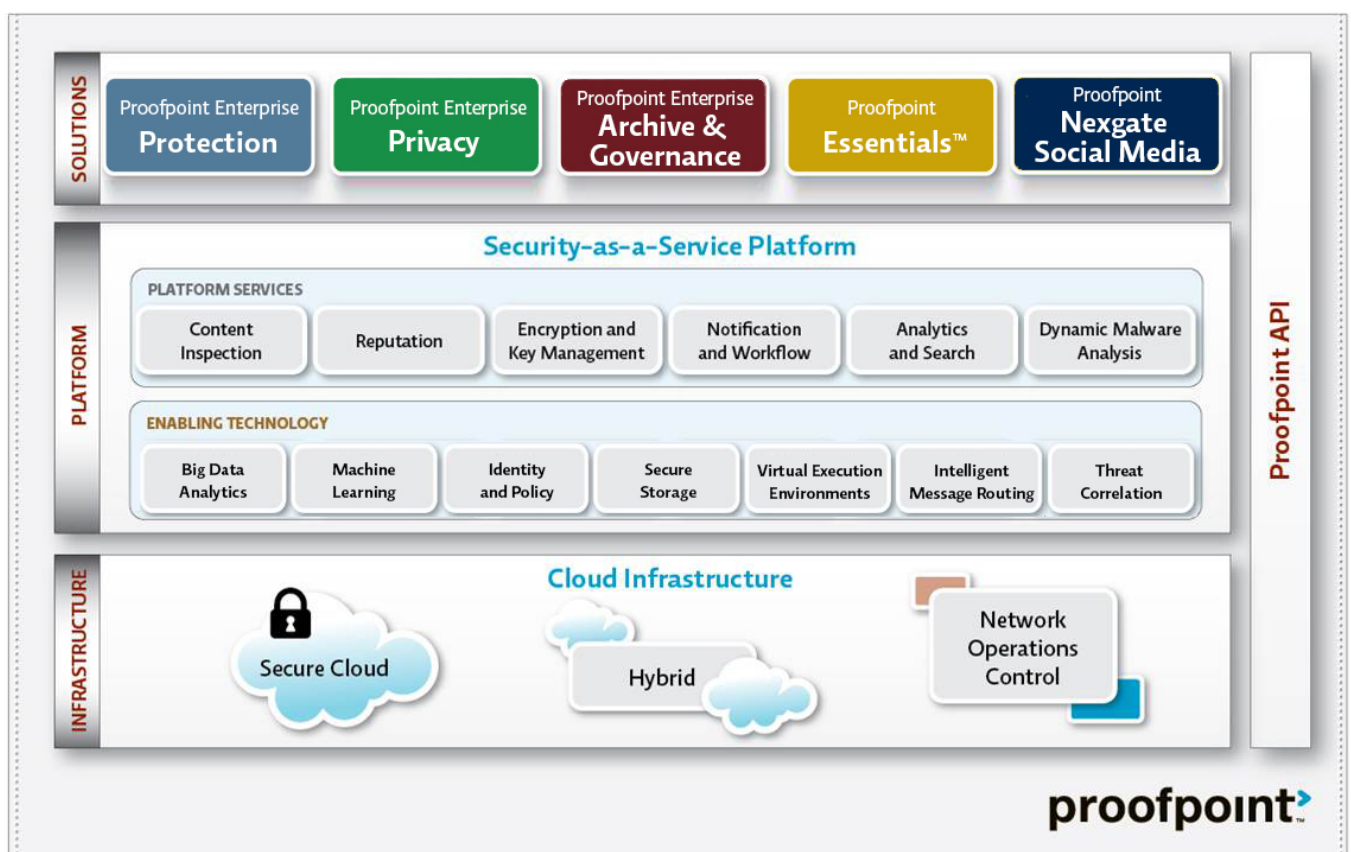 SOLUTIONS
Proofpoint Enterprise
Protection
Proofpoint Enterprise
Privacy
Proofpoint Enterprise
Archive &
Governance
Proofpoint
Essentials™
Proofpoint
Nexgate
Social Media
PLATFORM
Security-as-a-Service Platform
PLATFORM SERVICES
Content
Inspection
Reputation
Encryption and
Key Management
Notification
and Workflow
Analytics
and Search
Dynamic Malware
Analysis
ENABLING TECHNOLOGY
Big Data
Analytics
Machine
Learning
Identity
and Policy
Secure
Storage
Virtual Execution
Environments
Intelligent
Message Routing
Threat
Correlation
INFRASTRUCTURE
Cloud Infrastructure
Secure Cloud
Hybrid
Network
Operations
Control
Proofpoint API
proofpoint™